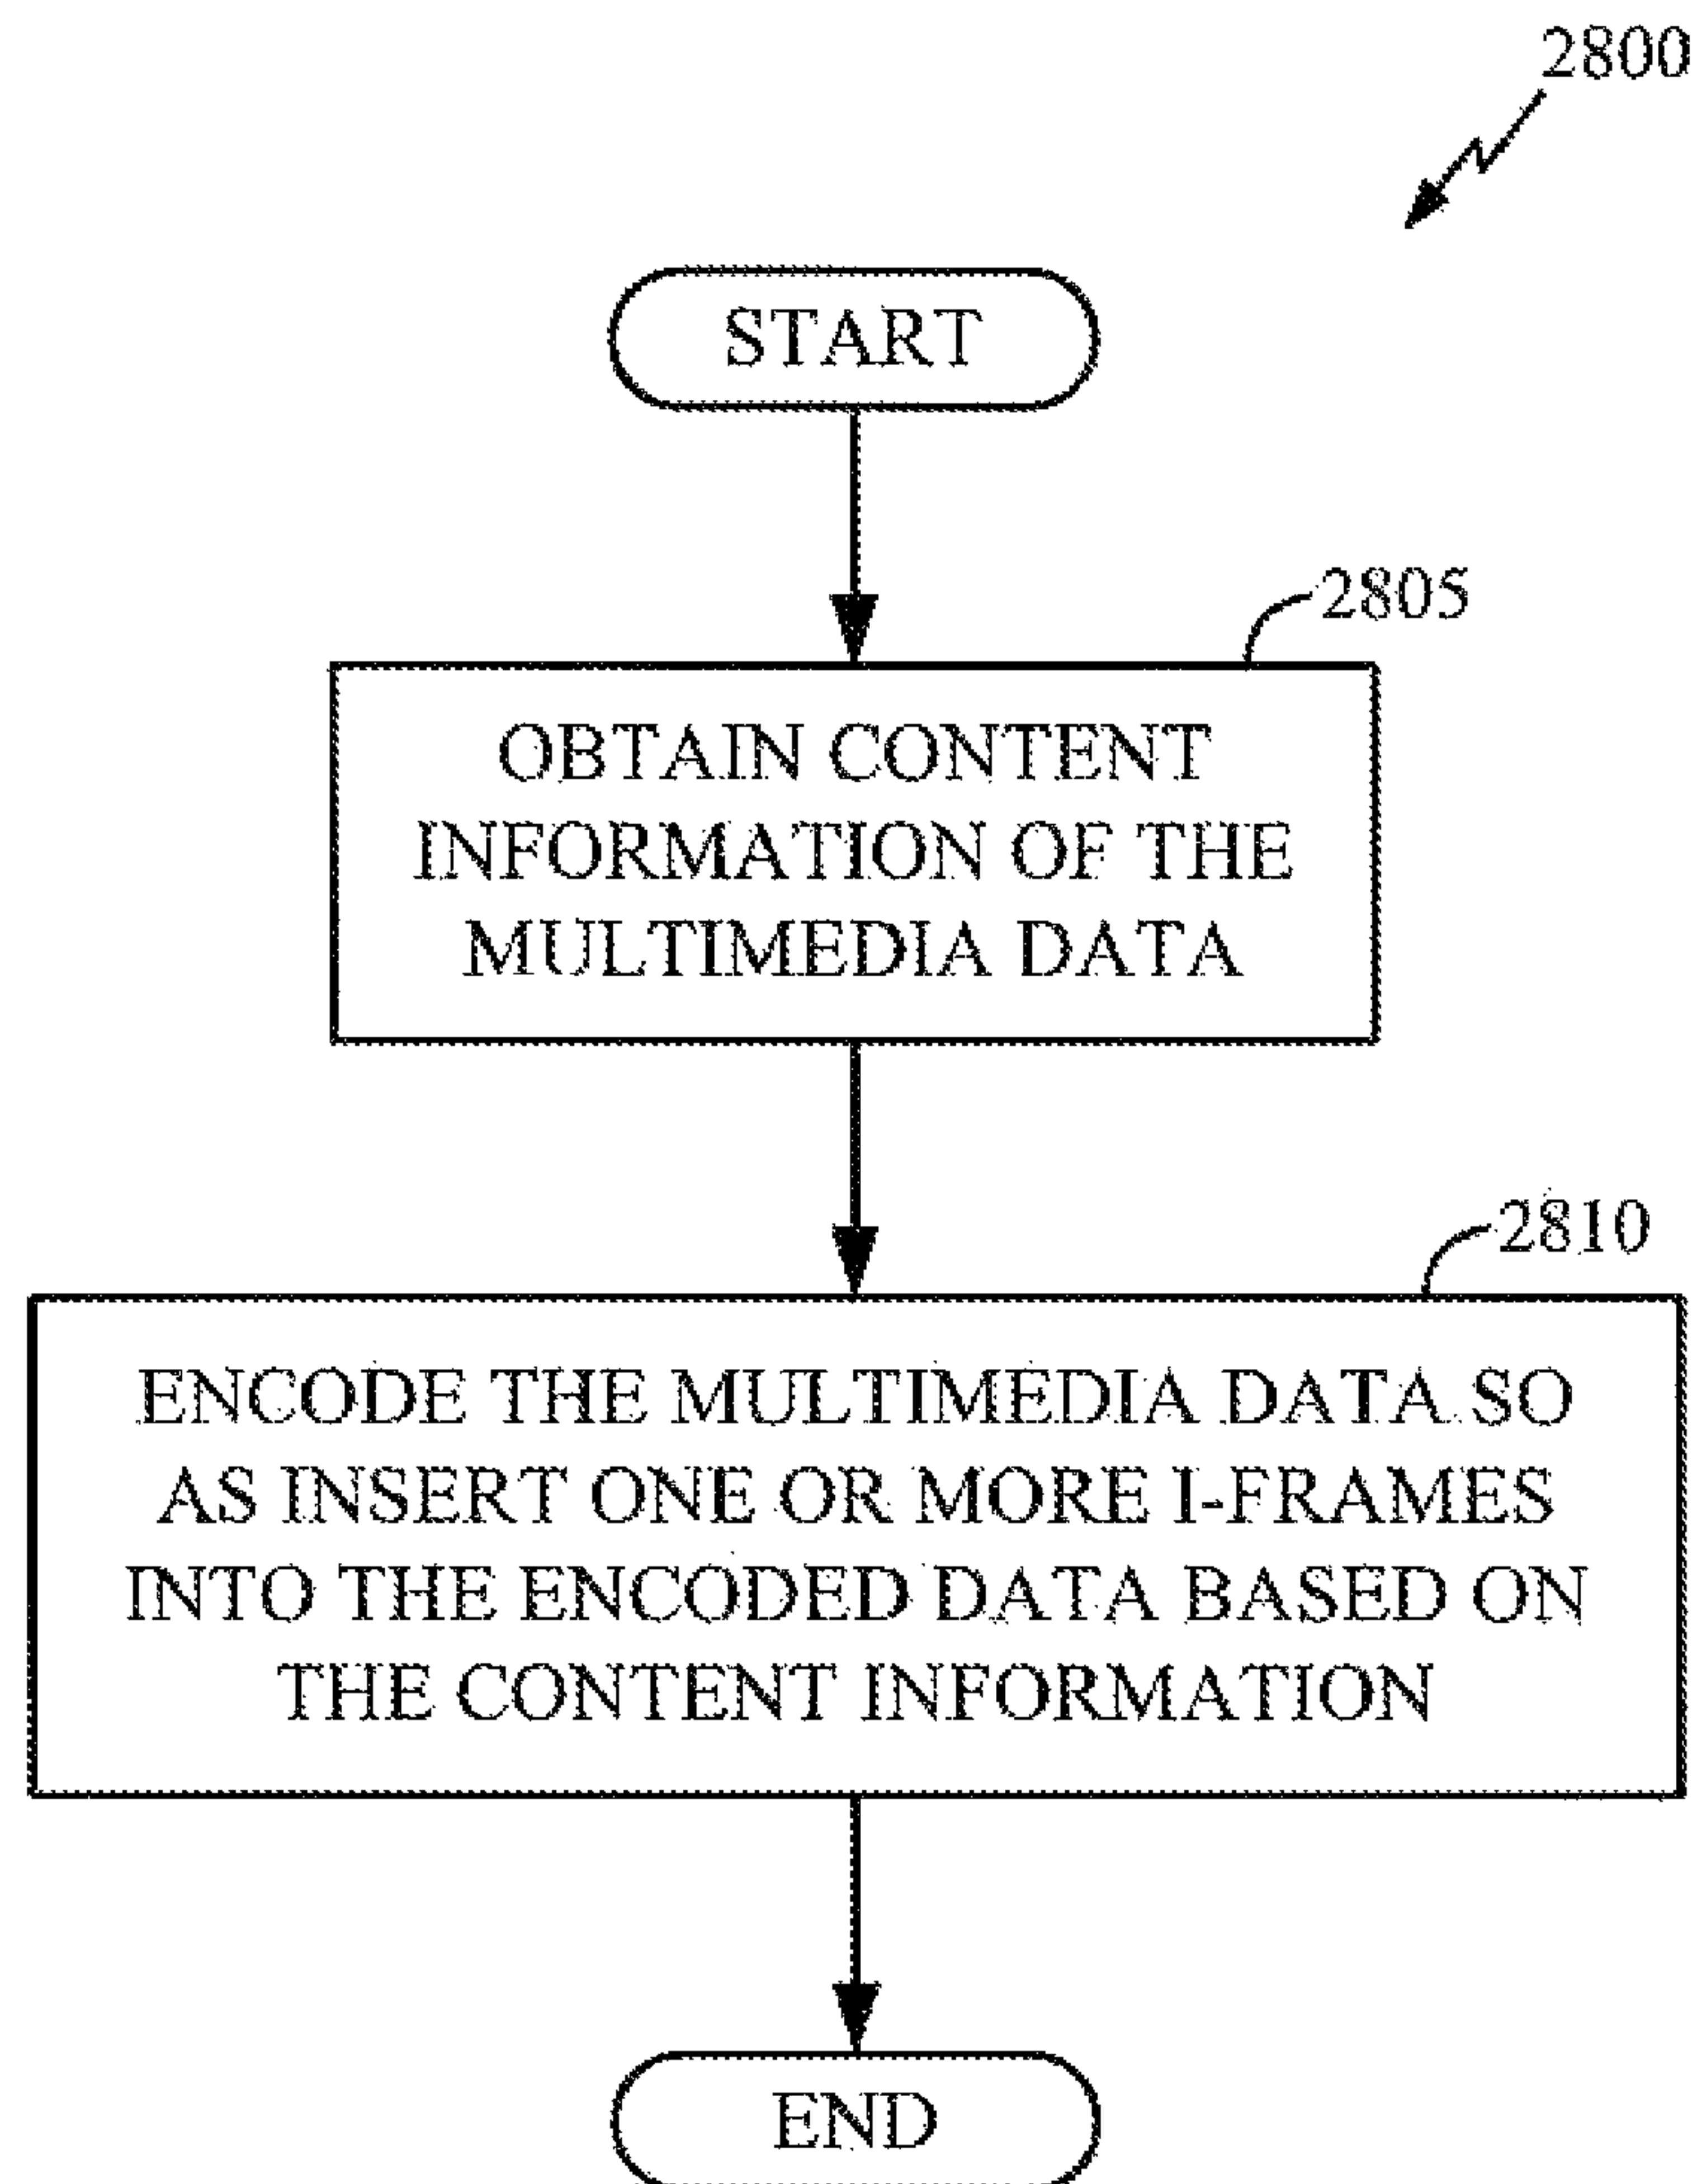 2800
START
2805
OBTAIN CONTENT
INFORMATION OF THE
MULTIMEDIA DATA
2810
ENCODE THE MULTIMEDIA DATA SO
AS INSERT ONE OR MORE I-FRAMES
INTO THE ENCODED DATA BASED ON
THE CONTENT INFORMATION
END